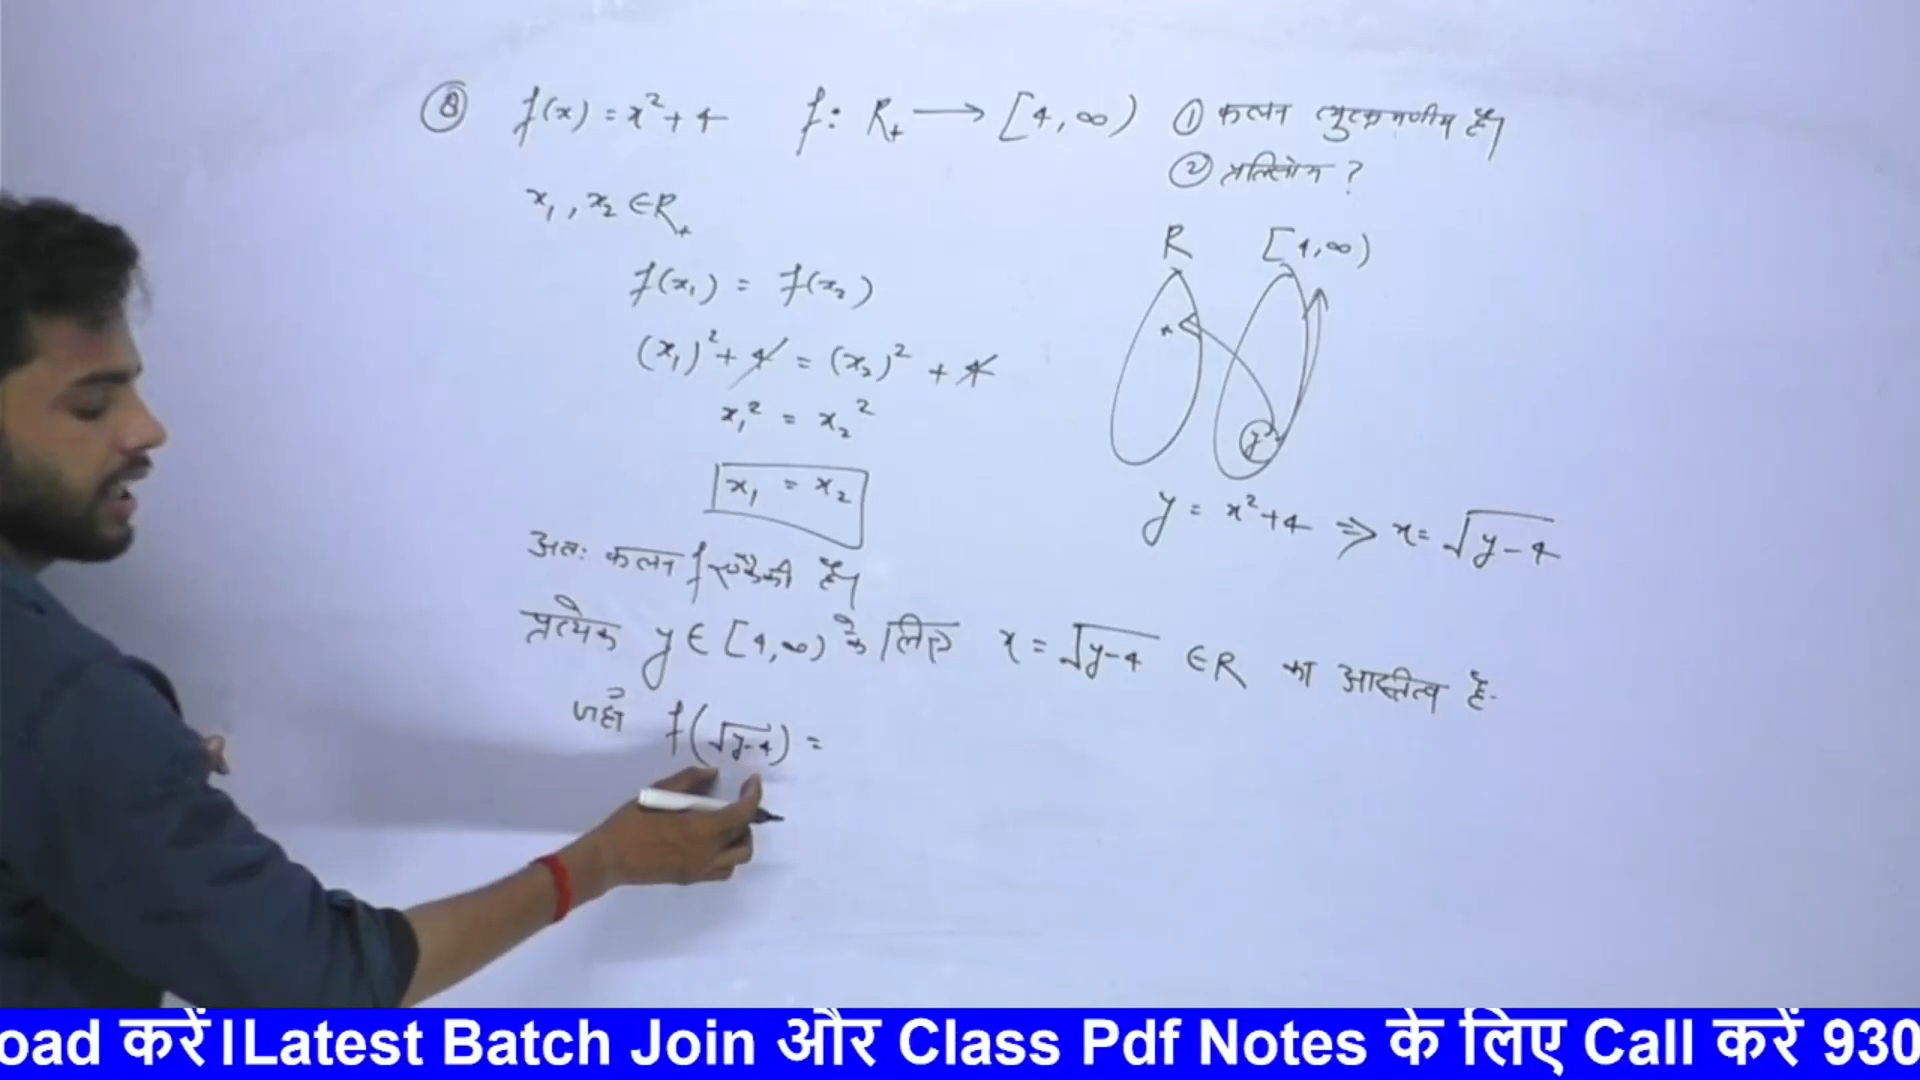 ⑧ f(x) = x² + 4 f: R₊ → [4, ∞) ① फलन व्युत्क्रमणीय है।
② प्रतिलोम ?
x₁, x₂ ∈ R₊
R [4, ∞)
f(x₁) = f(x₂)
x
(x₁)² + 4 = (x₂)² + 4
x₁² = x₂²
y
x₁ = x₂
y = x² + 4 ⇒ x = √y-4
अतः फलन f एकैकी है।
प्रत्येक y ∈ [4, ∞) के लिए x = √y-4 ∈ R का अस्तित्व है.
जहाँ f(√y-4) =
oad करें।Latest Batch Join और Class Pdf Notes के लिए Call करें 930